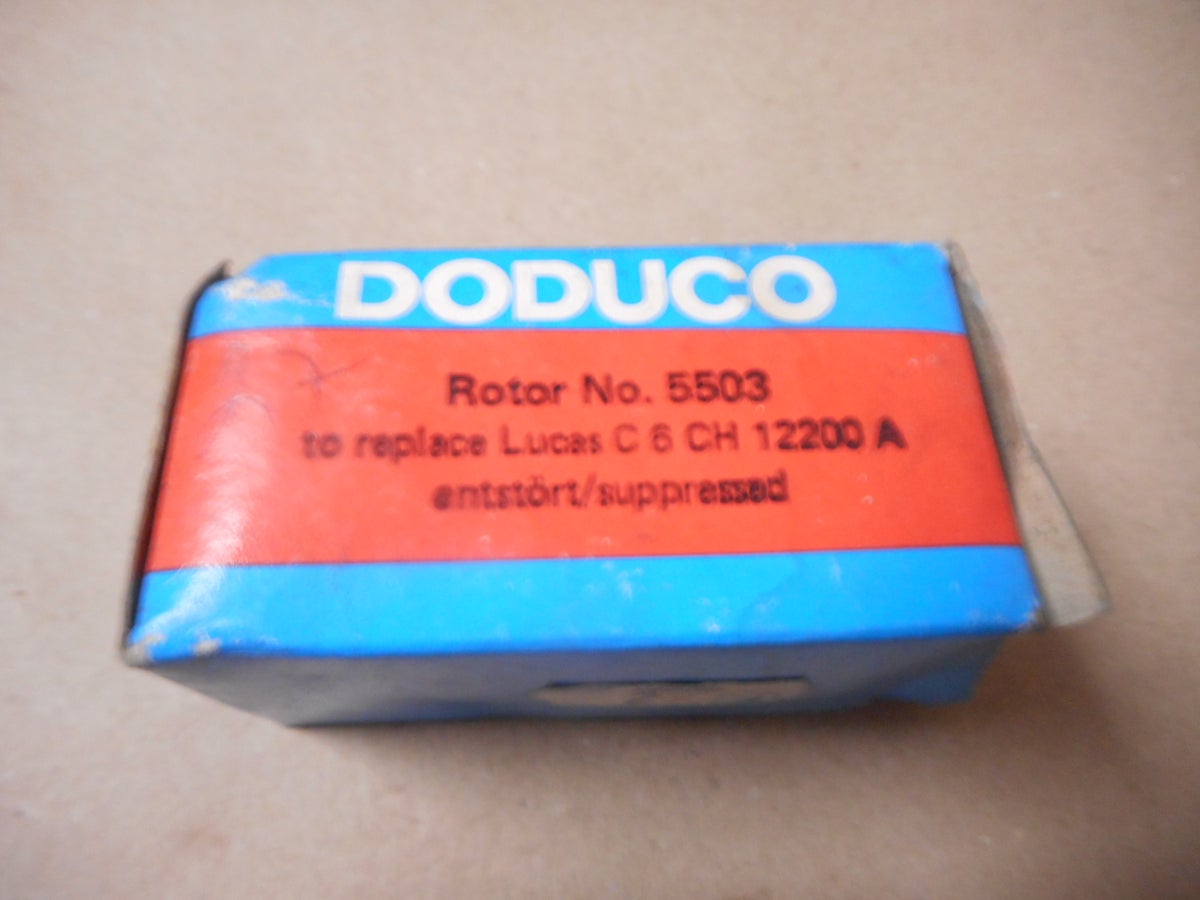 DODUCO
Rotor No. 5503
to replace Lucas C 6 CH 12200 A
entstört/suppressed